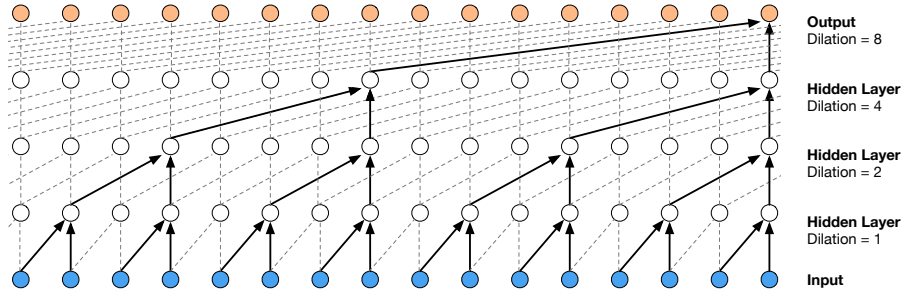 Output
Dilation = 8
Hidden Layer
Dilation = 4
Hidden Layer
Dilation = 2
Hidden Layer
Dilation = 1
Input